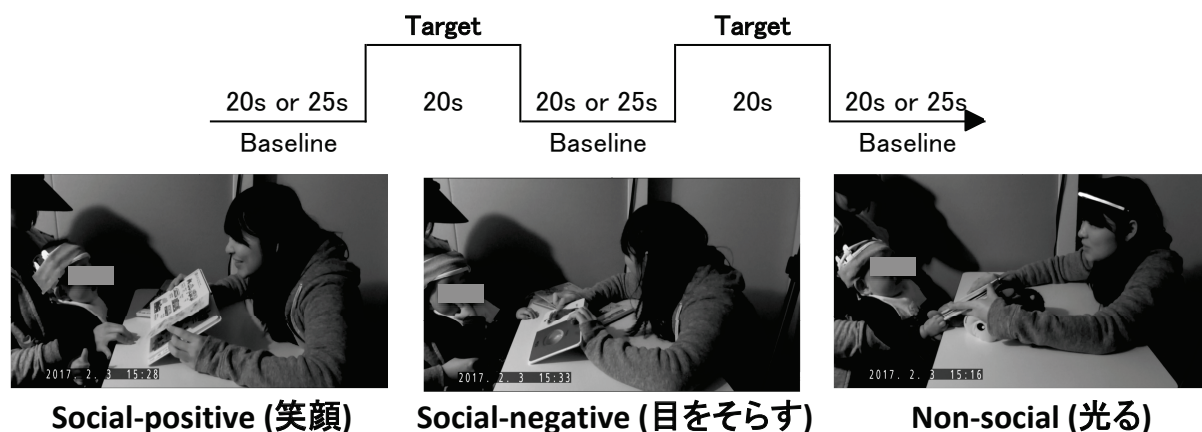 Target
Target
20s or 25s
20s
20s or 25s
20s
20s or 25s
Baseline
Baseline
Baseline
2017. 2. 3 15:28
2017. 2. 3 15:33
2017. 2. 3 15:16
Social-positive (笑顔)
Social-negative (目をそらす)
Non-social (光る)